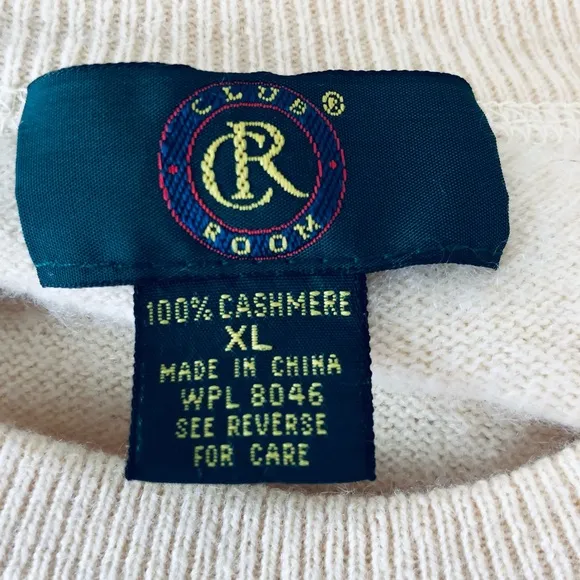 CLUB ®
CR
ROOM
100% CASHMERE
XL
MADE IN CHINA
WPL 8046
SEE REVERSE
FOR CARE